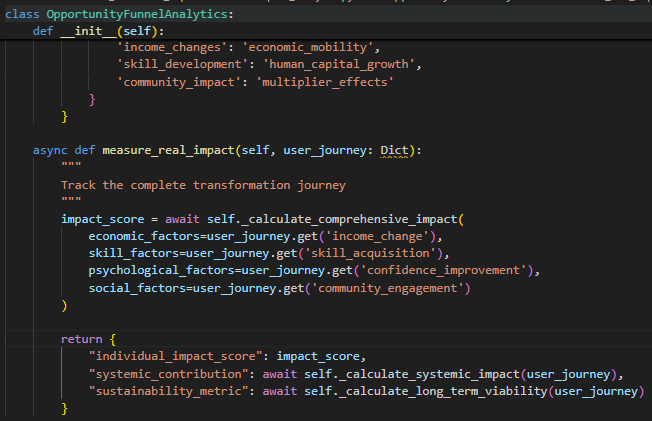 class OpportunityFunnelAnalytics:
    def __init__(self):
                'income_changes': 'economic_mobility',
                'skill_development': 'human_capital_growth',
                'community_impact': 'multiplier_effects'
            }
        }
    async def measure_real_impact(self, user_journey: Dict):
        """
        Track the complete transformation journey
        """
        impact_score = await self._calculate_comprehensive_impact(
            economic_factors=user_journey.get('income_change'),
            skill_factors=user_journey.get('skill_acquisition'),
            psychological_factors=user_journey.get('confidence_improvement'),
            social_factors=user_journey.get('community_engagement')
        )
        return {
            "individual_impact_score": impact_score,
            "systemic_contribution": await self._calculate_systemic_impact(user_journey),
            "sustainability_metric": await self._calculate_long_term_viability(user_journey)
        }